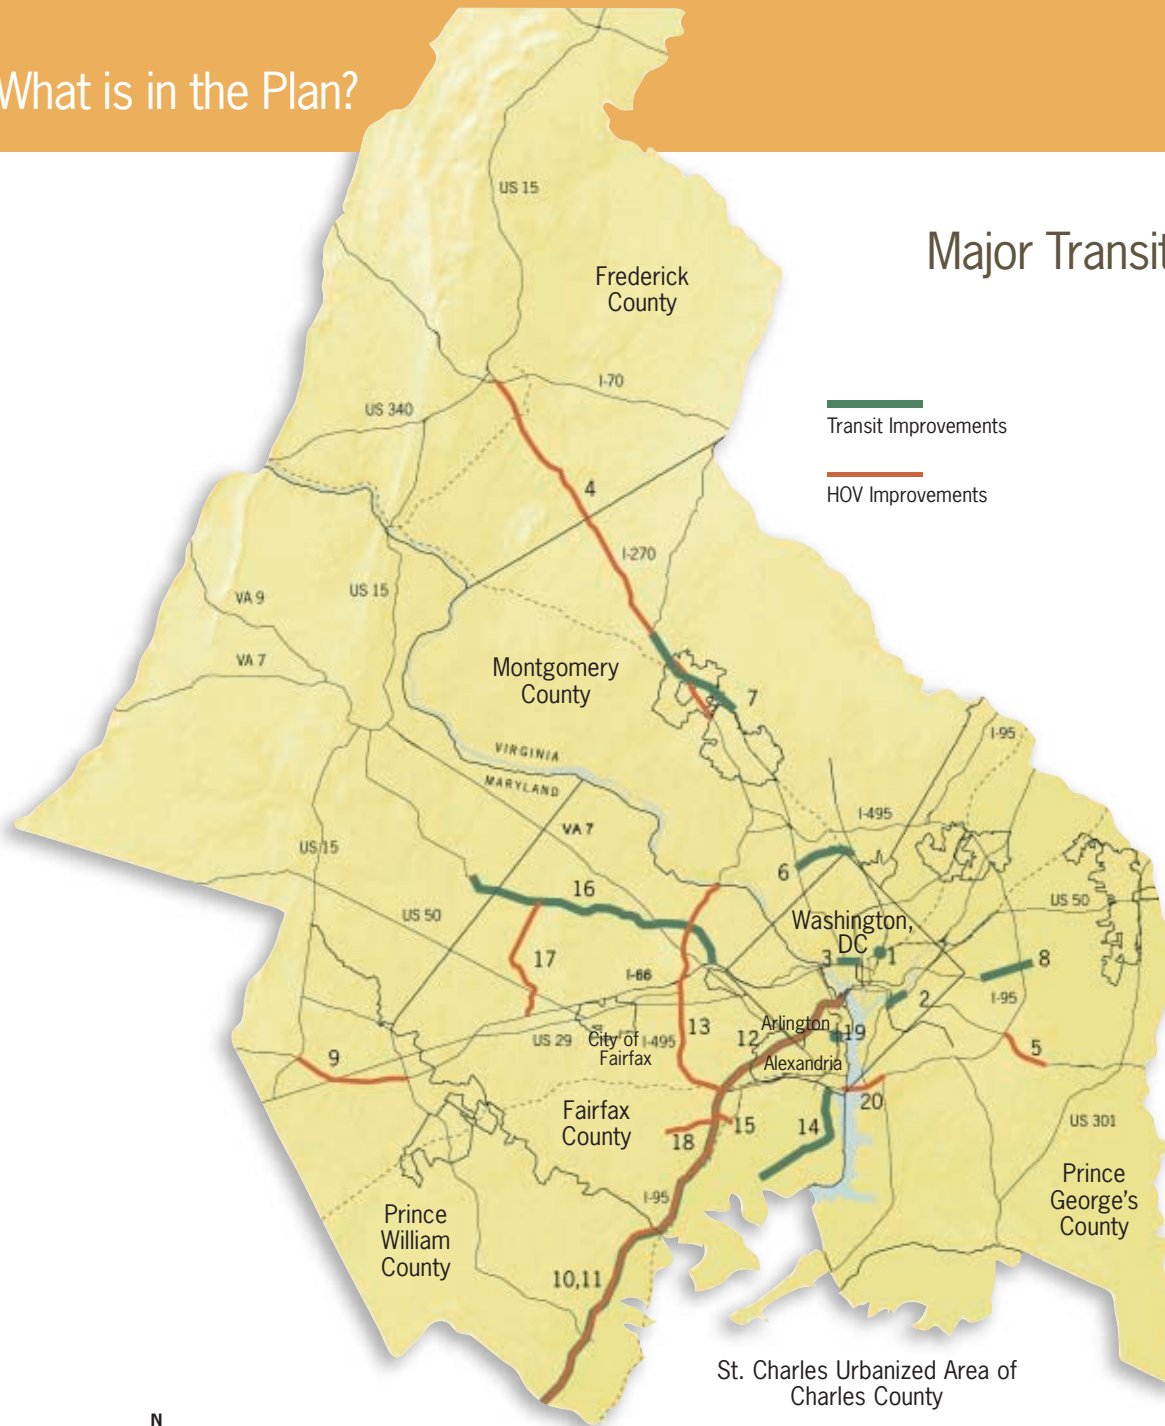 What is in the Plan?
Major Transit
US 15
Frederick
County
I-70
US 340
Transit Improvements
HOV Improvements
4
I-270
VA 9
US 15
VA 7
Montgomery
County
7
I-95
VIRGINIA
MARYLAND
I-495
VA 7
US 15
6
16
US 50
US 50
Washington,
DC
3
1
8
17
I-66
2
I-95
13
12
Arlington
19
US 29
City of
Fairfax
I-495
5
9
Alexandria
20
Fairfax
County
15
14
18
US 301
I-95
Prince
George's
County
Prince
William
County
10,11
St. Charles Urbanized Area of
Charles County
N